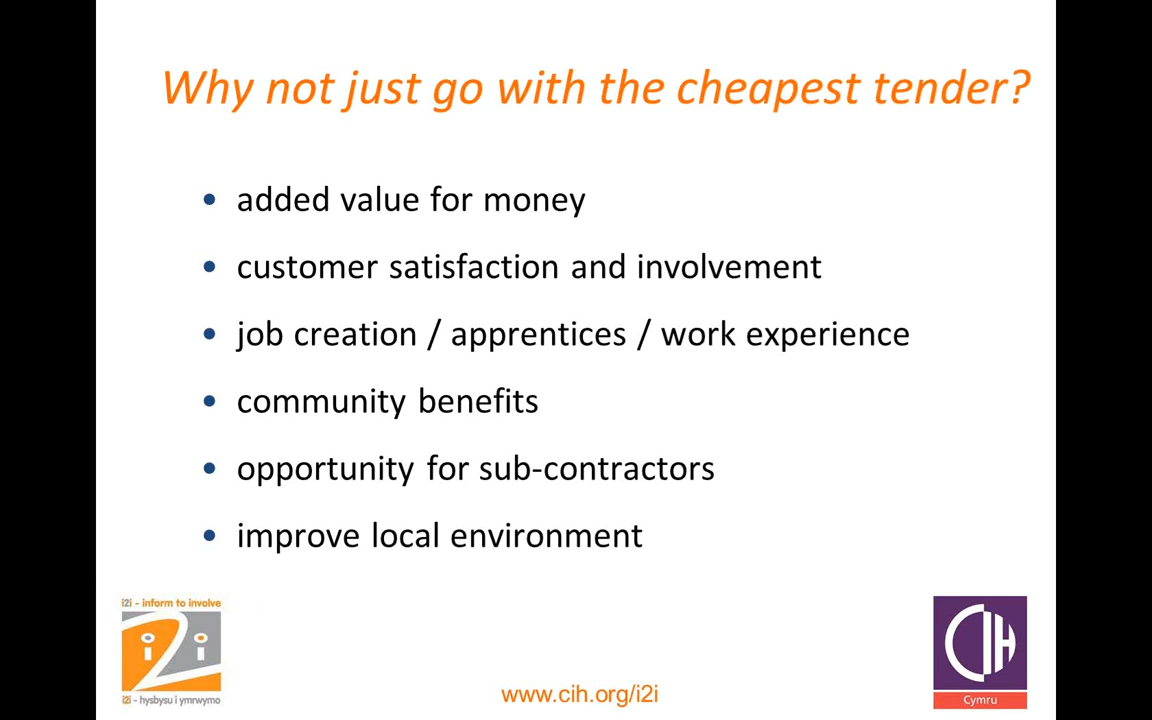 Why not just go with the cheapest tender?
• added value for money
• customer satisfaction and involvement
• job creation / apprentices / work experience
• community benefits
• opportunity for sub-contractors
• improve local environment
i2i - inform to involve
i2i
i2i - hysbysu i ymrwymo
www.cih.org/i2i
CIH
Cymru